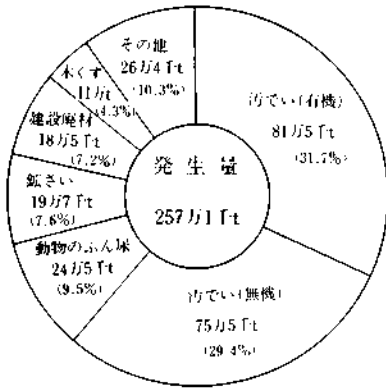 発生量
257万1千t
汚でい(有機)
81万5千t
(31.7%)
汚でい(無機)
75万5千t
(29.4%)
動物のふん尿
24万5千t
(9.5%)
鉱さい
19万7千t
(7.6%)
建設廃材
18万5千t
(7.2%)
木くず
11万t
(4.3%)
その他
26万4千t
(10.3%)